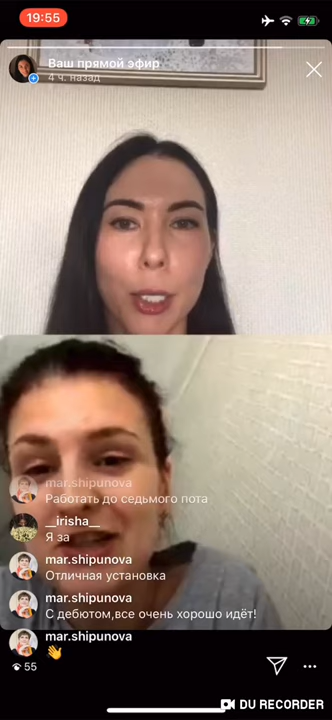 19:55
Ваш прямой эфир
4 ч. назад
mar.shipunova
Работать до седьмого пота
__irisha__
Я за
mar.shipunova
Отличная установка
mar.shipunova
С дебютом,все очень хорошо идёт!
mar.shipunova
👋
55
DU RECORDER